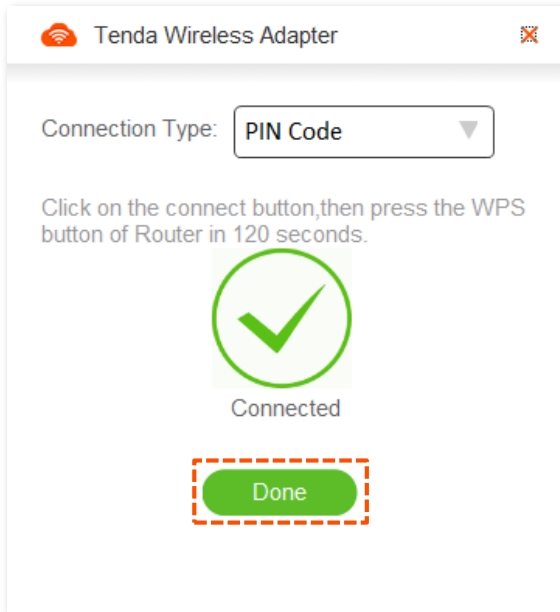 Tenda Wireless Adapter
Connection Type: PIN Code
Click on the connect button,then press the WPS
button of Router in 120 seconds.
Connected
Done